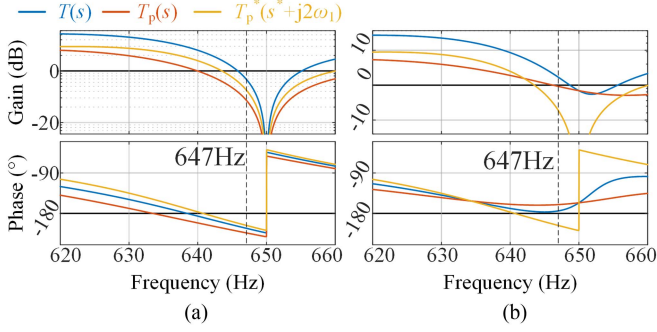 T(s) Tp(s) Tp*(s*+j2ω1)
Gain (dB)
0
-20
10
0
-10
647Hz
647Hz
Phase (°)
-90
-180
-90
-180
620 630 640 650 660
620 630 640 650 660
Frequency (Hz)
Frequency (Hz)
(a)
(b)